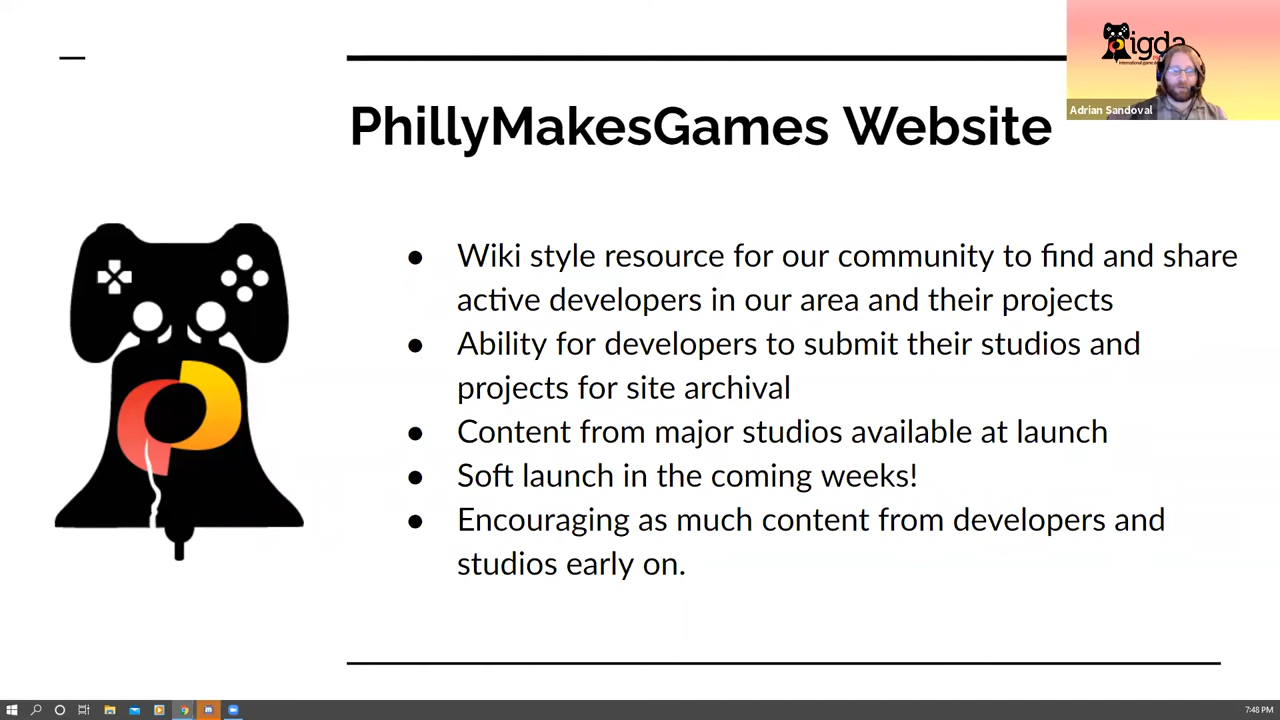 PhillyMakesGames Website
igda
Adrian Sandoval
● Wiki style resource for our community to find and share
active developers in our area and their projects
● Ability for developers to submit their studios and
projects for site archival
● Content from major studios available at launch
● Soft launch in the coming weeks!
● Encouraging as much content from developers and
studios early on.
7:48 PM